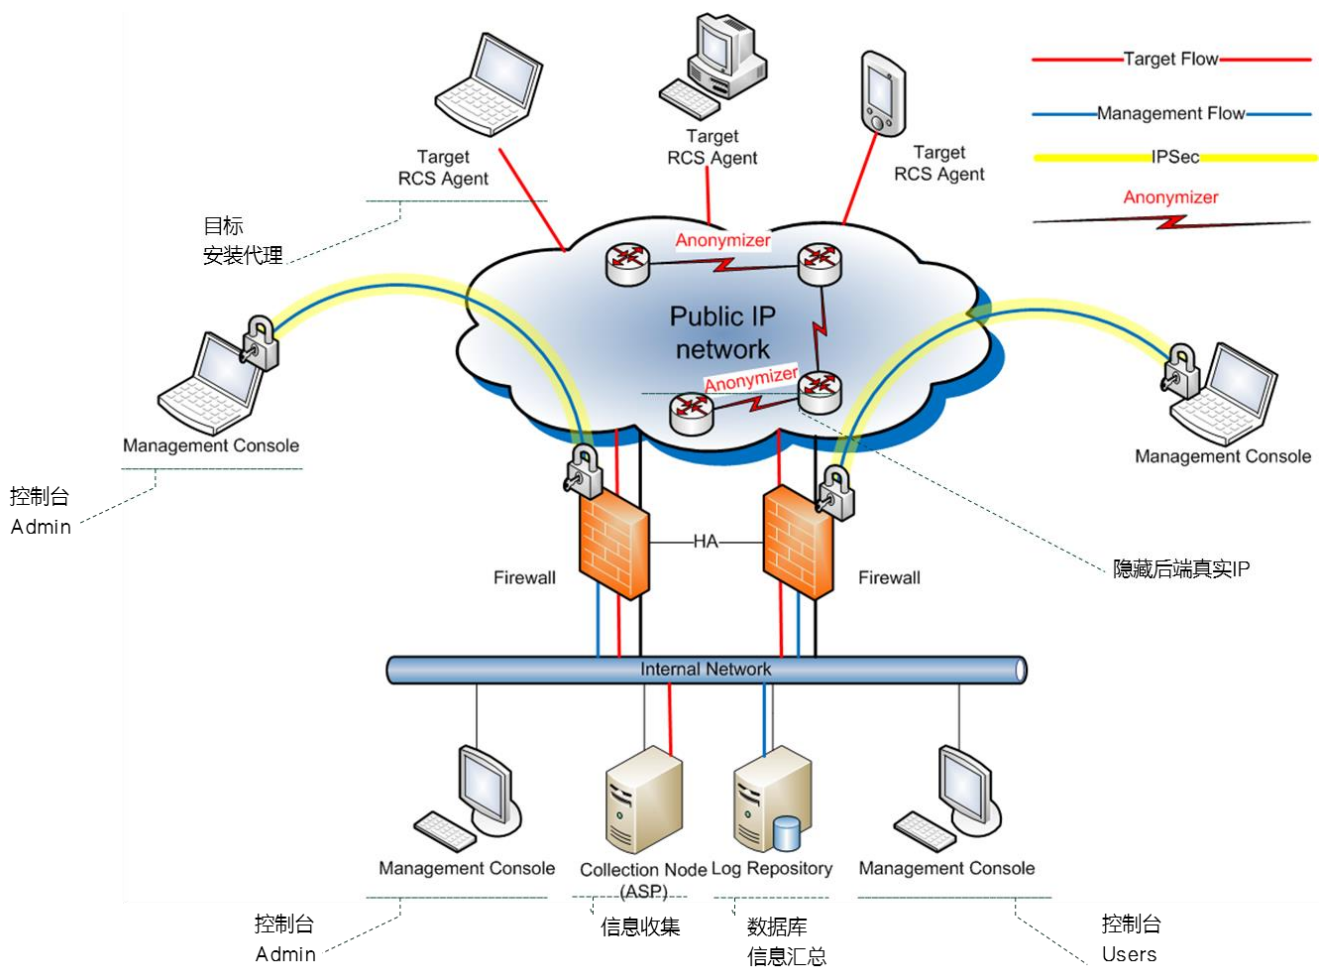 Target Flow
Management Flow
IPSec
Anonymizer
Target
RCS Agent
Target
RCS Agent
Target
RCS Agent
目标
安装代理
Anonymizer
Public IP
network
Anonymizer
Management Console
Management Console
控制台
Admin
HA
Firewall
Firewall
隐藏后端真实IP
Internal Network
Management Console
Collection Node
(ASP)
Log Repository
Management Console
控制台
Admin
信息收集
数据库
信息汇总
控制台
Users